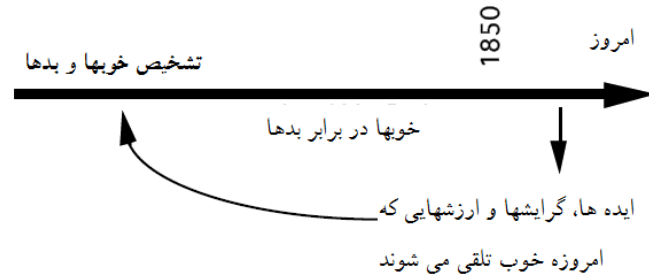 امروز
1850
تشخیص خوبها و بدها
خوبها در برابر بدها
ایده ها، گرایشها و ارزشهایی که
امروزه خوب تلقی می شوند